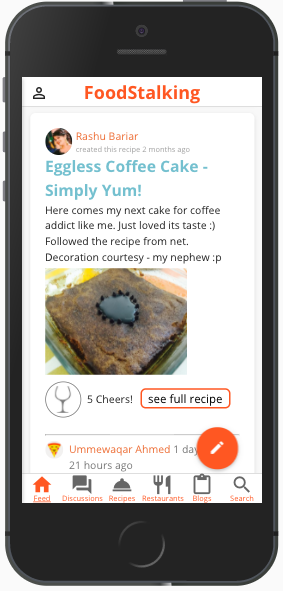 FoodStalking
Rashu Bariar
created this recipe 2 months ago
Eggless Coffee Cake -
Simply Yum!
Here comes my next cake for coffee
addict like me. Just loved its taste :)
Followed the recipe from net.
Decoration courtesy - my nephew :p
5 Cheers!
see full recipe
Ummewaqar Ahmed 1 day
21 hours ago
Feed
Discussions
Recipes
Restaurants
Blogs
Search